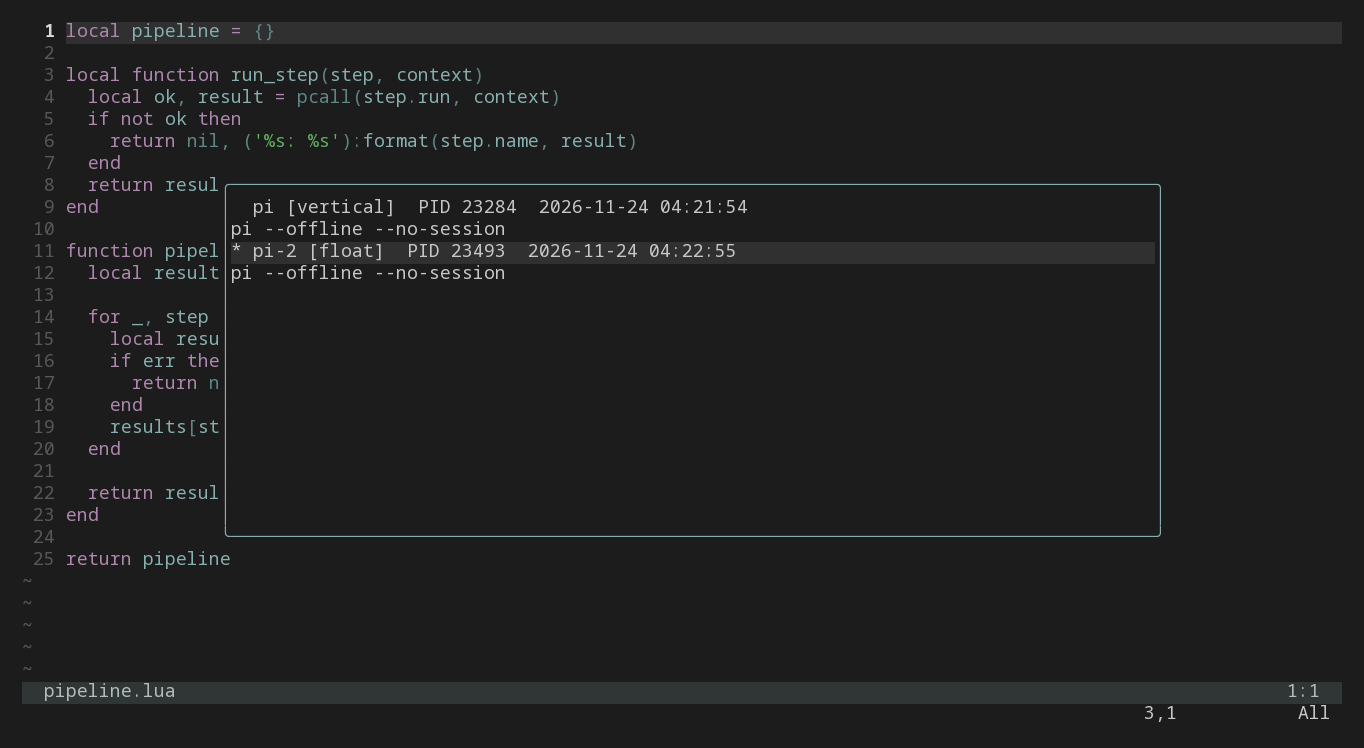 1 local pipeline = {}
2
3 local function run_step(step, context)
4   local ok, result = pcall(step.run, context)
5   if not ok then
6     return nil, ('%s: %s'):format(step.name, result)
7   end
8   return resul
9 end
10
11 function pipel
12   local result
13
14   for _, step
15     local resu
16     if err the
17       return n
18     end
19     results[st
20   end
21
22   return resul
23 end
24
25 return pipeline
~
~
~
~
~
  pi [vertical]  PID 23284  2026-11-24 04:21:54
pi --offline --no-session
* pi-2 [float]  PID 23493  2026-11-24 04:22:55
pi --offline --no-session
pipeline.lua 1:1
3,1 All